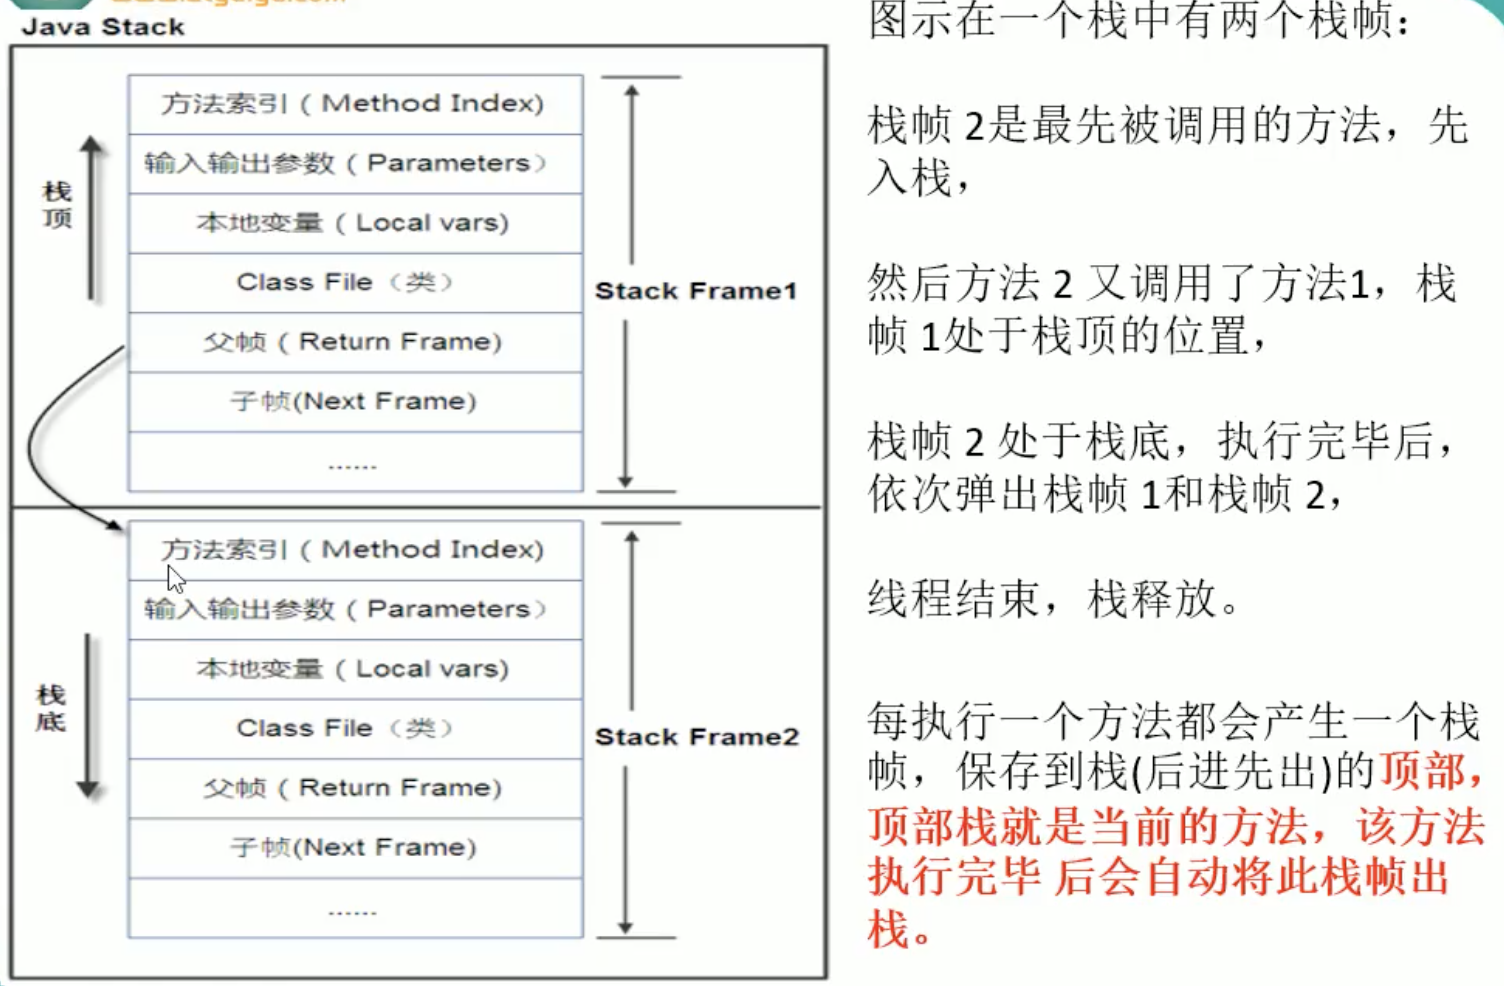 Java Stack
方法索引 ( Method Index)
输入输出参数 ( Parameters）
本地变量 ( Local vars)
Class File（类）
父帧 ( Return Frame)
子帧(Next Frame)
......
栈
顶
Stack Frame1
方法索引 ( Method Index)
输入输出参数 ( Parameters）
本地变量 ( Local vars)
Class File（类）
父帧 ( Return Frame)
子帧(Next Frame)
......
栈
底
Stack Frame2
图示在一个栈中有两个栈帧：
栈帧 2是最先被调用的方法，先
入栈，
然后方法 2 又调用了方法1，栈
帧 1处于栈顶的位置，
栈帧 2 处于栈底，执行完毕后，
依次弹出栈帧 1和栈帧 2，
线程结束，栈释放。
每执行一个方法都会产生一个栈
帧，保存到栈(后进先出)的顶部，
顶部栈就是当前的方法，该方法
执行完毕 后会自动将此栈帧出
栈。